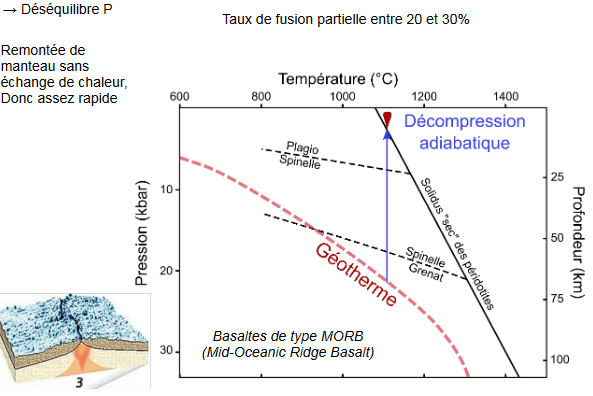 → Déséquilibre P
Taux de fusion partielle entre 20 et 30%
Remontée de
manteau sans
échange de chaleur,
Donc assez rapide
Température (°C)
600 800 1000 1200 1400
Décompression
adiabatique
Plagio
Spinelle
Solidus "sec" des péridotites
Pression (kbar)
10
20
30
Profondeur (km)
25
50
75
100
Géotherme
Spinelle
Grenat
Basaltes de type MORB
(Mid-Oceanic Ridge Basalt)
3